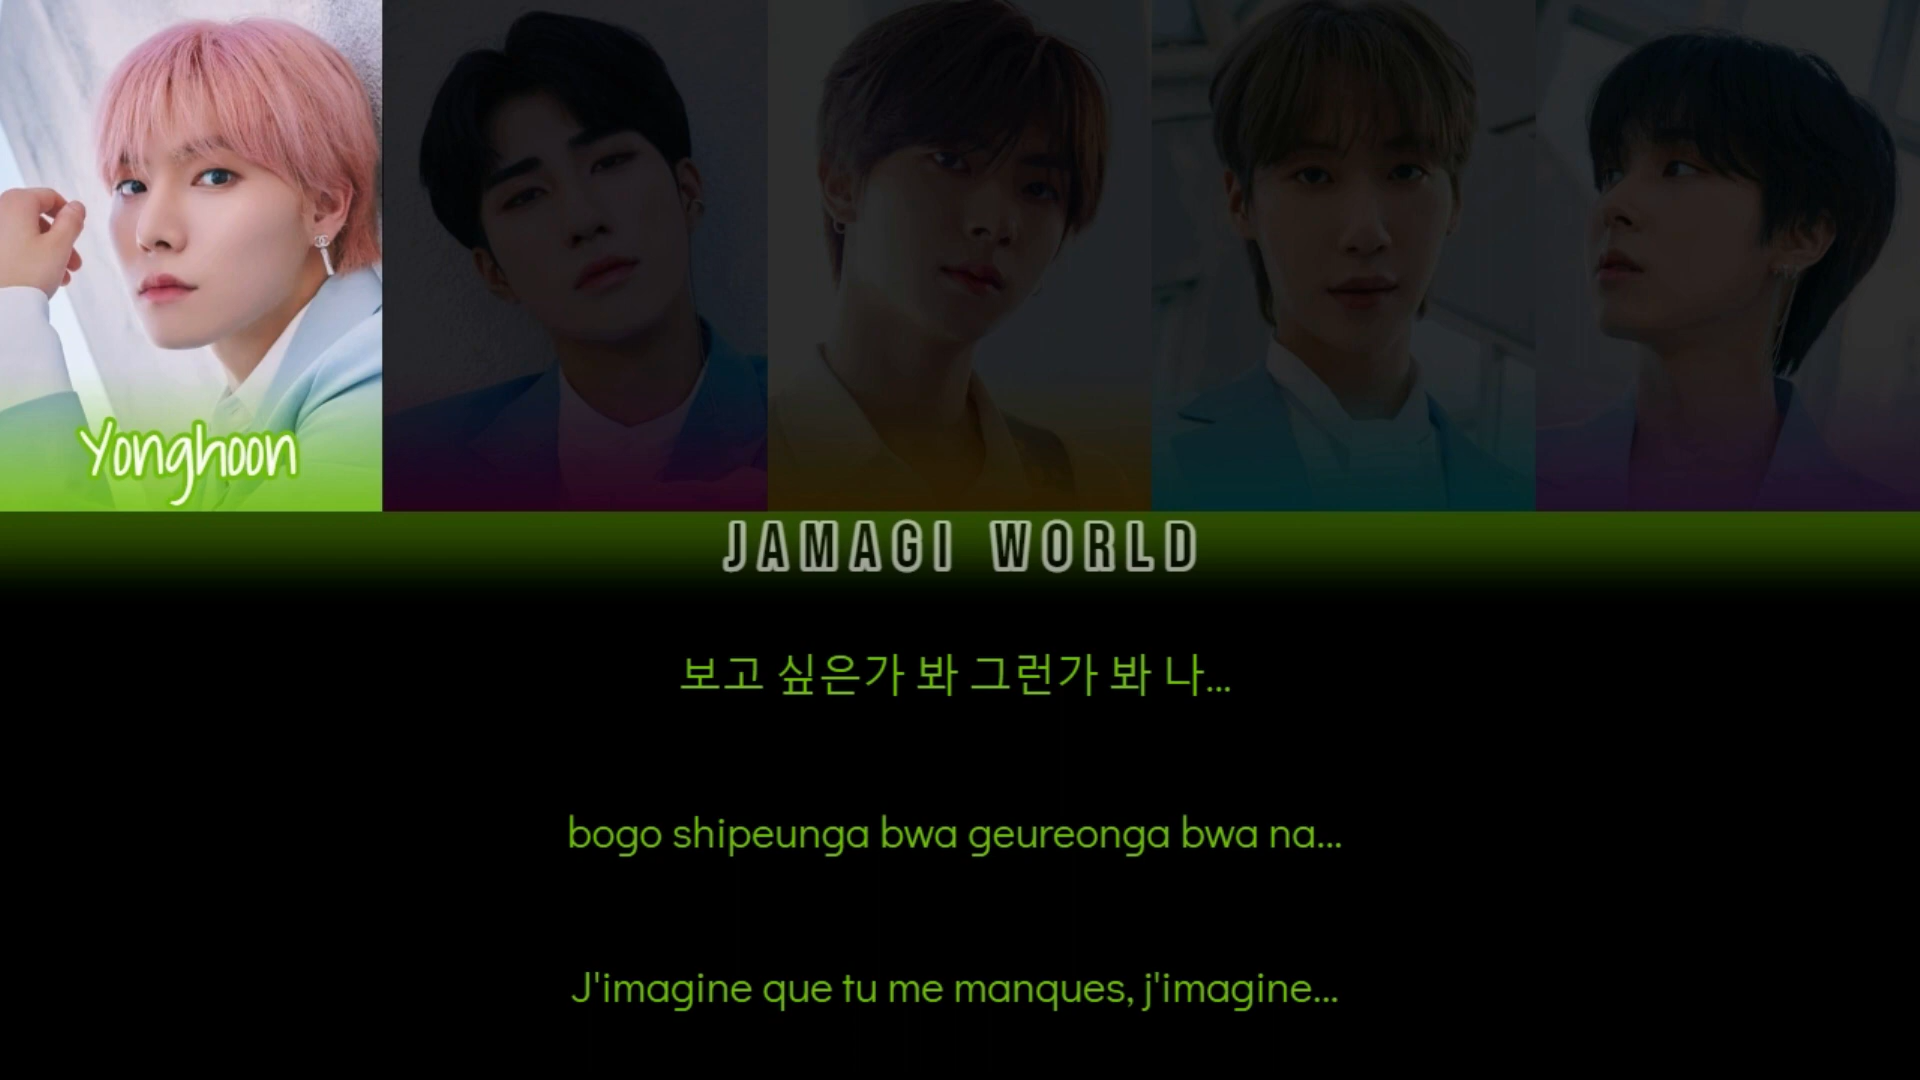 Yonghoon
JAMAGI WORLD
보고 싶은가 봐 그런가 봐 나...
bogo shipeunga bwa geureonga bwa na...
J'imagine que tu me manques, j'imagine...